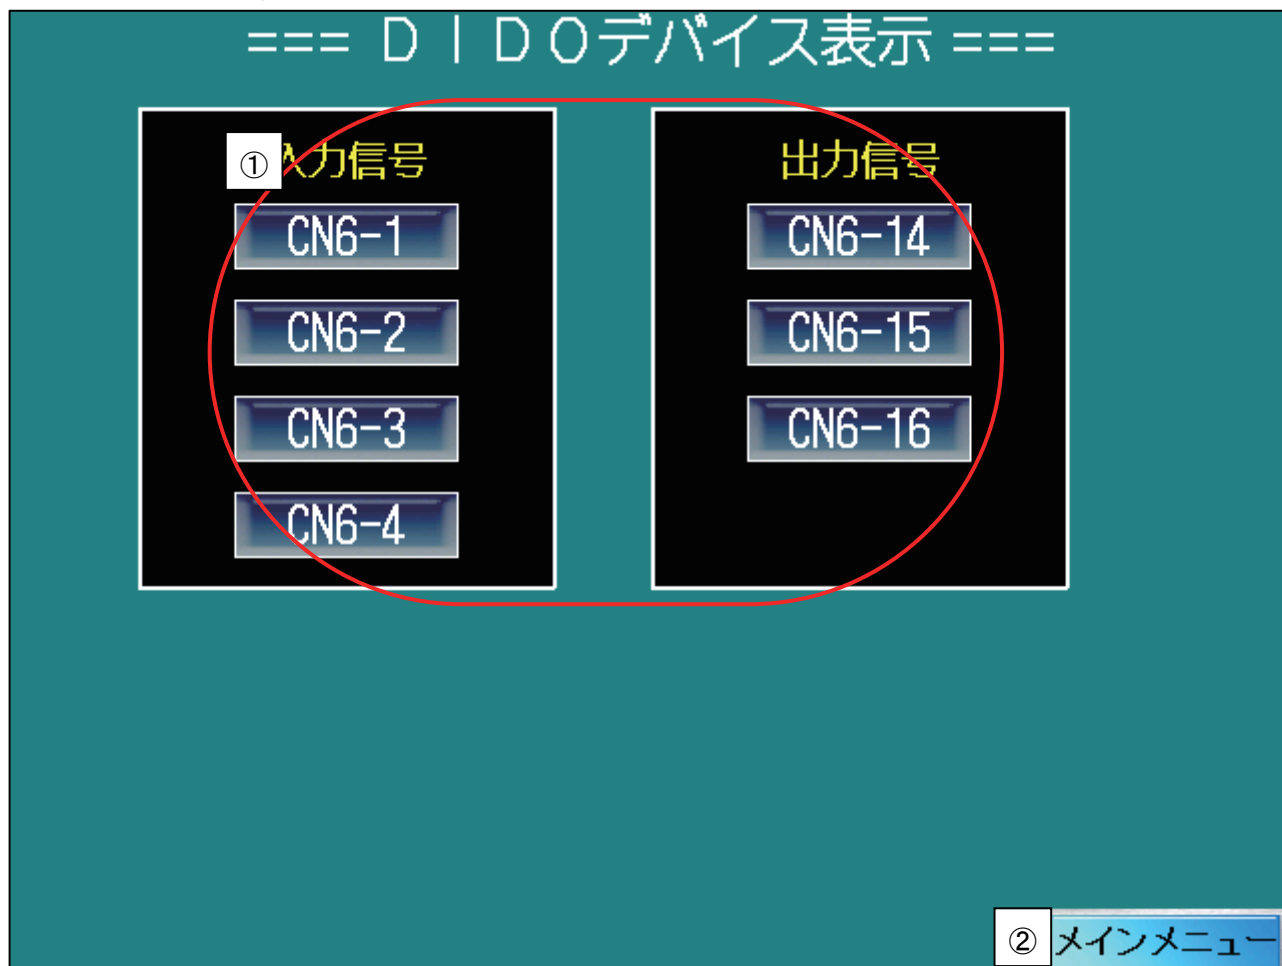 === ＤＩＤＯデバイス表示 ===
① 入力信号
CN6-1
CN6-2
CN6-3
CN6-4
出力信号
CN6-14
CN6-15
CN6-16
② メインメニュー